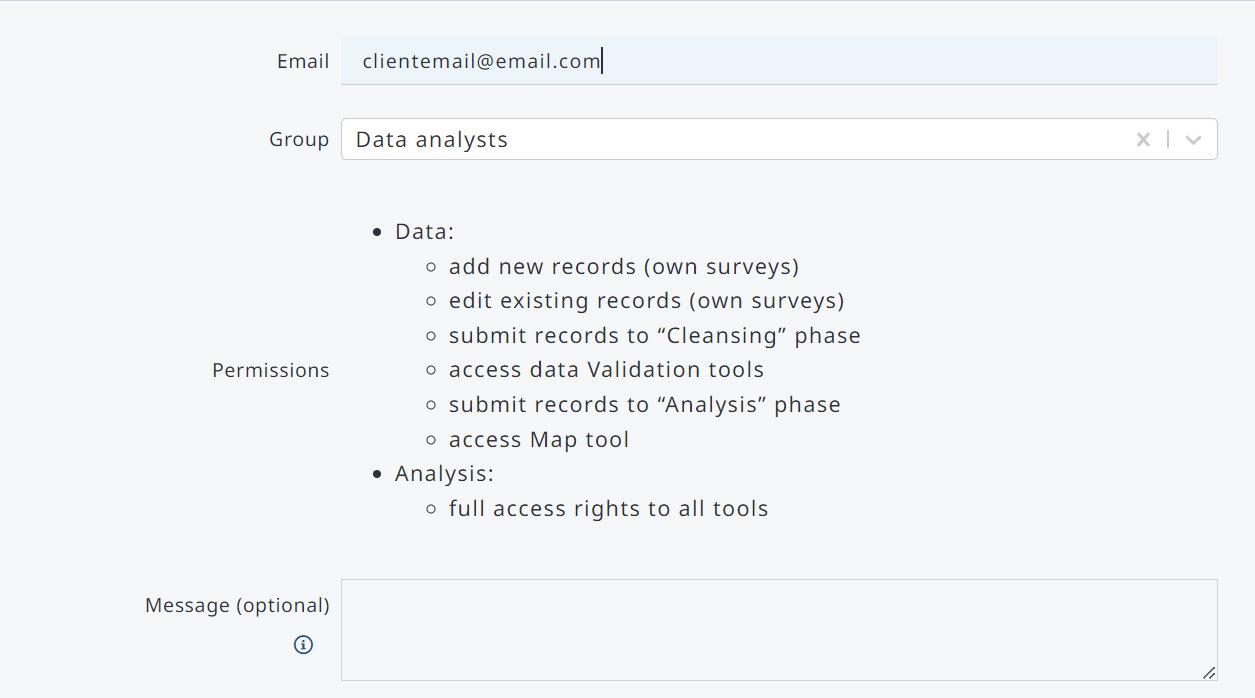 Email clientemail@email.com
Group Data analysts
Data:
add new records (own surveys)
edit existing records (own surveys)
submit records to “Cleansing” phase
Permissions
access data Validation tools
submit records to “Analysis” phase
access Map tool
Analysis:
full access rights to all tools
Message (optional)